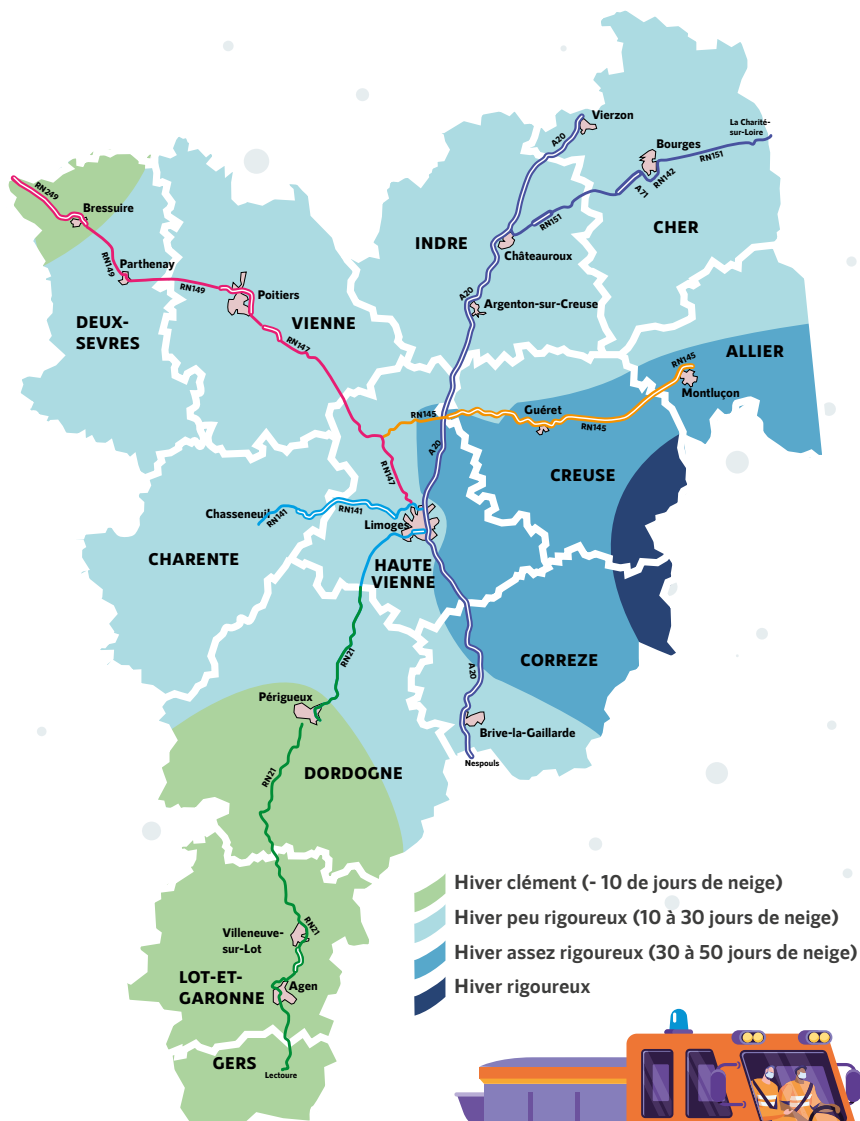 Vierzon
A20
La Charité-
sur-Loire
Bourges
RN151
RN142
A71
RN151
CHER
INDRE
Châteauroux
A20
Argenton-sur-Creuse
RN249
Bressuire
RN149
Parthenay
RN149
Poitiers
DEUX-
SEVRES
VIENNE
RN147
ALLIER
RN145
Montluçon
Guéret
RN145
RN145
A20
CREUSE
RN147
Chasseneuil
RN141
RN141
Limoges
CHARENTE
HAUTE
VIENNE
CORREZE
A20
RN21
Périgueux
Brive-la-Gaillarde
Nespouls
DORDOGNE
RN21
Villeneuve-
sur-Lot
RN21
LOT-ET-
GARONNE
Agen
GERS
Lectoure
Hiver clément (- 10 de jours de neige)
Hiver peu rigoureux (10 à 30 jours de neige)
Hiver assez rigoureux (30 à 50 jours de neige)
Hiver rigoureux